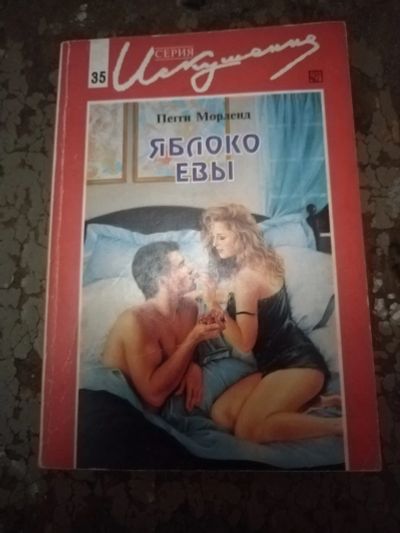 СЕРИЯ
35
Искушение
Пегги Морленд
ЯБЛОКО
ЕВЫ